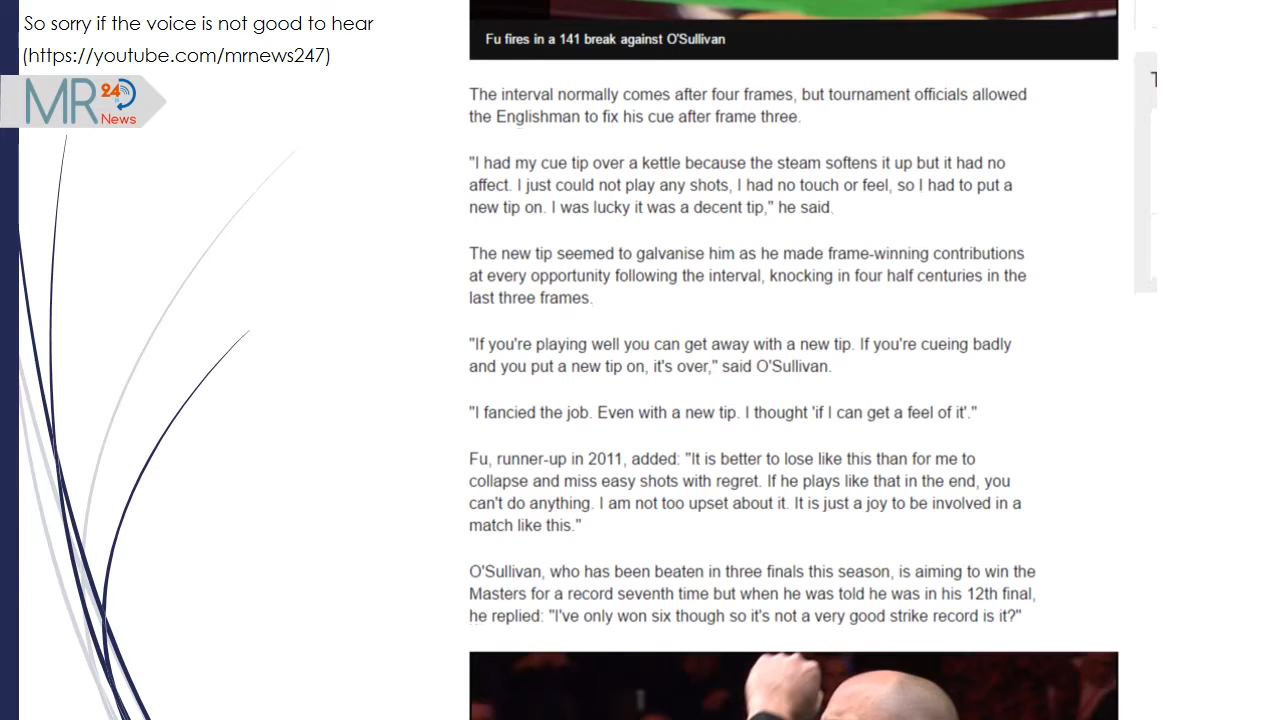 So sorry if the voice is not good to hear
(https://youtube.com/mrnews247)
MR 24
News
Fu fires in a 141 break against O'Sullivan
The interval normally comes after four frames, but tournament officials allowed
the Englishman to fix his cue after frame three.
"I had my cue tip over a kettle because the steam softens it up but it had no
affect. I just could not play any shots, I had no touch or feel, so I had to put a
new tip on. I was lucky it was a decent tip," he said.
The new tip seemed to galvanise him as he made frame-winning contributions
at every opportunity following the interval, knocking in four half centuries in the
last three frames.
"If you're playing well you can get away with a new tip. If you're cueing badly
and you put a new tip on, it's over," said O'Sullivan.
"I fancied the job. Even with a new tip. I thought 'if I can get a feel of it'."
Fu, runner-up in 2011, added: "It is better to lose like this than for me to
collapse and miss easy shots with regret. If he plays like that in the end, you
can't do anything. I am not too upset about it. It is just a joy to be involved in a
match like this."
O'Sullivan, who has been beaten in three finals this season, is aiming to win the
Masters for a record seventh time but when he was told he was in his 12th final,
he replied: "I've only won six though so it's not a very good strike record is it?"